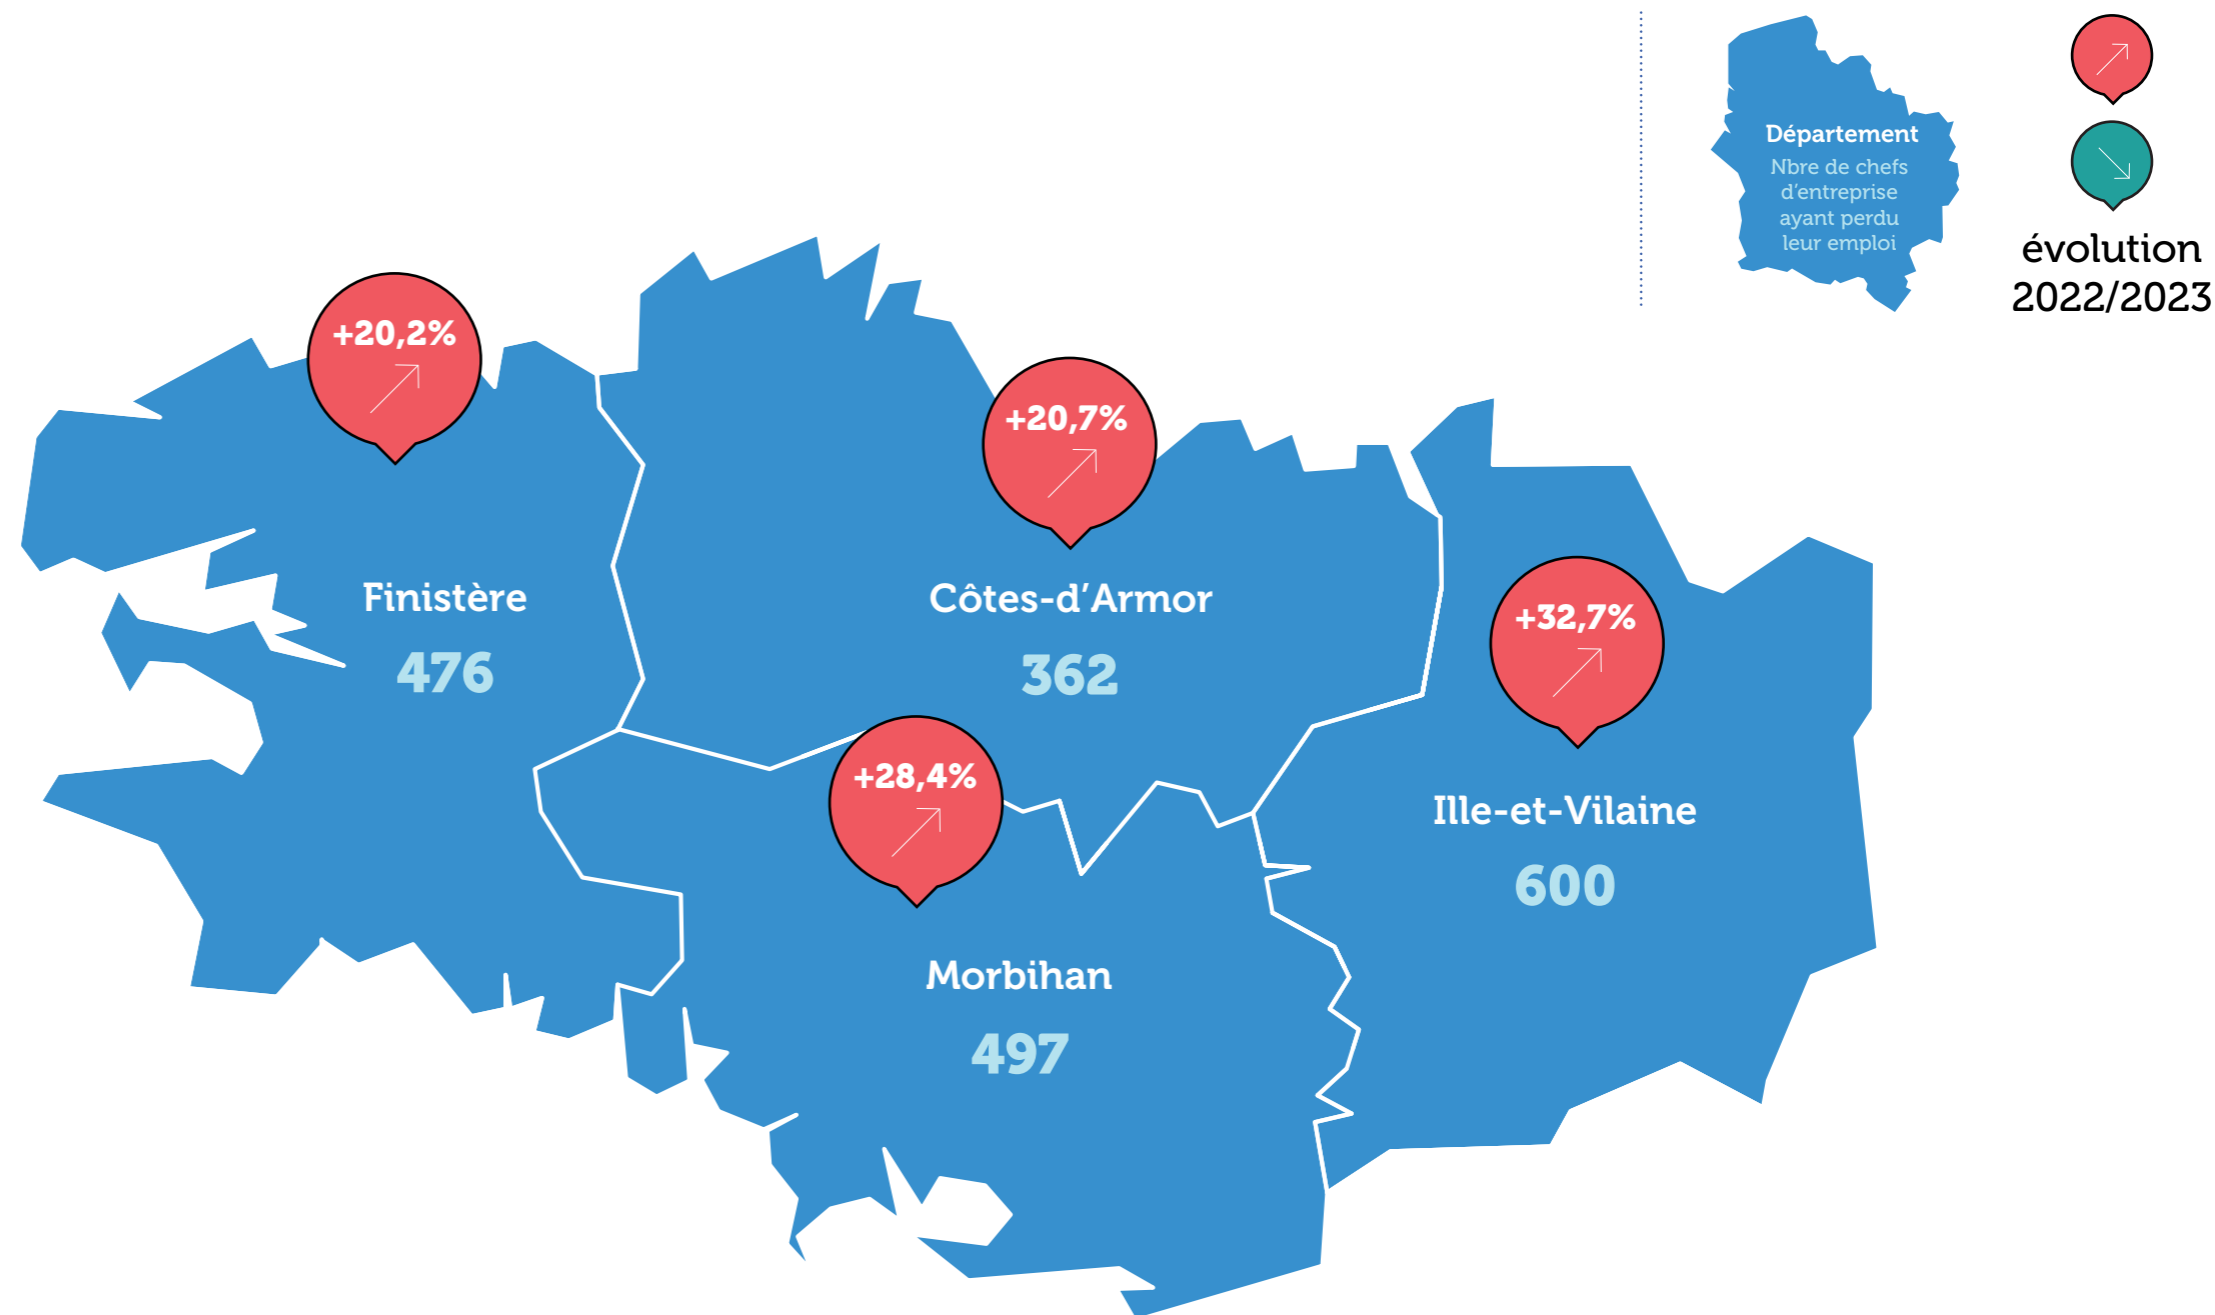 Département
Nbre de chefs
d'entreprise
ayant perdu
leur emploi
évolution
2022/2023
+20,2%
Finistère
476
+20,7%
Côtes-d'Armor
362
+32,7%
Ille-et-Vilaine
600
+28,4%
Morbihan
497